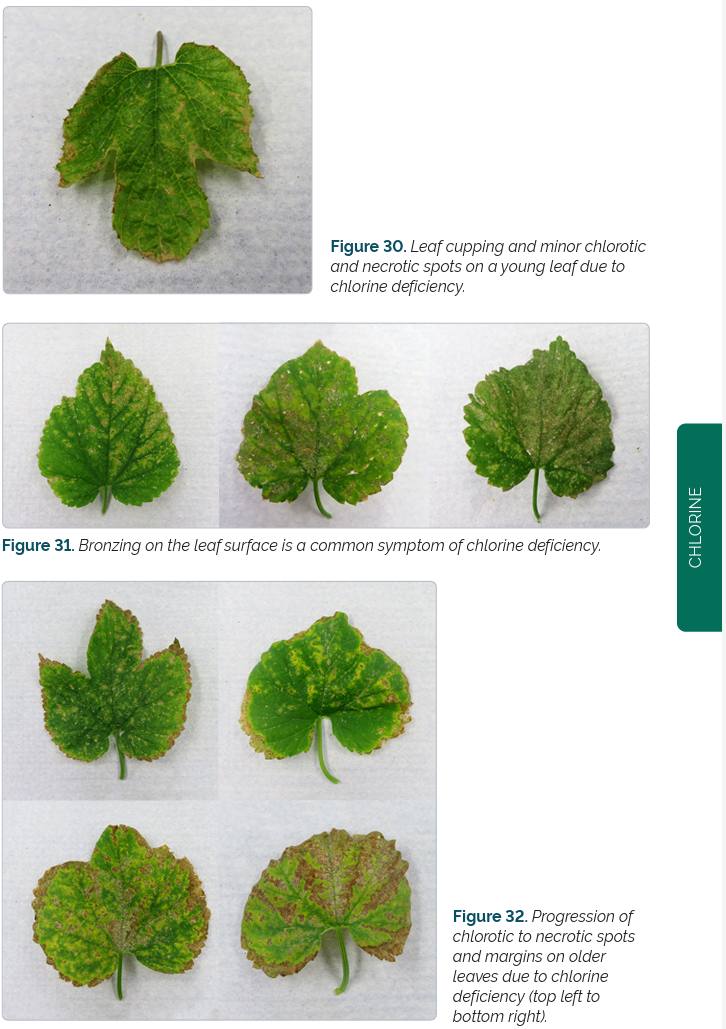 Figure 30. Leaf cupping and minor chlorotic
and necrotic spots on a young leaf due to
chlorine deficiency.
Figure 31. Bronzing on the leaf surface is a common symptom of chlorine deficiency.
CHLORINE
Figure 32. Progression of
chlorotic to necrotic spots
and margins on older
leaves due to chlorine
deficiency (top left to
bottom right).